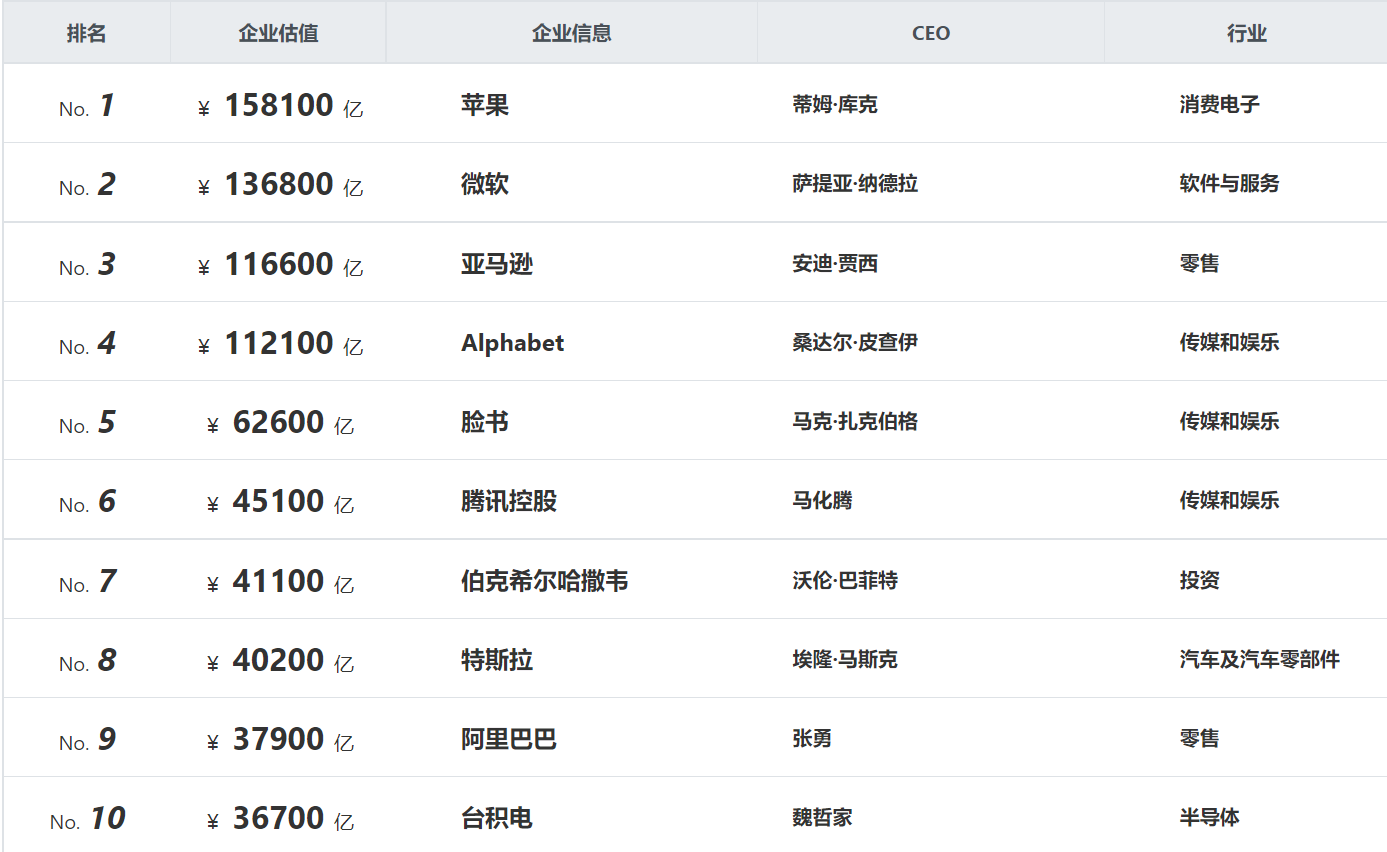 排名 企业估值 企业信息 CEO 行业
No. 1 ¥ 158100 亿 苹果 蒂姆·库克 消费电子
No. 2 ¥ 136800 亿 微软 萨提亚·纳德拉 软件与服务
No. 3 ¥ 116600 亿 亚马逊 安迪·贾西 零售
No. 4 ¥ 112100 亿 Alphabet 桑达尔·皮查伊 传媒和娱乐
No. 5 ¥ 62600 亿 脸书 马克·扎克伯格 传媒和娱乐
No. 6 ¥ 45100 亿 腾讯控股 马化腾 传媒和娱乐
No. 7 ¥ 41100 亿 伯克希尔哈撒韦 沃伦·巴菲特 投资
No. 8 ¥ 40200 亿 特斯拉 埃隆·马斯克 汽车及汽车零部件
No. 9 ¥ 37900 亿 阿里巴巴 张勇 零售
No. 10 ¥ 36700 亿 台积电 魏哲家 半导体